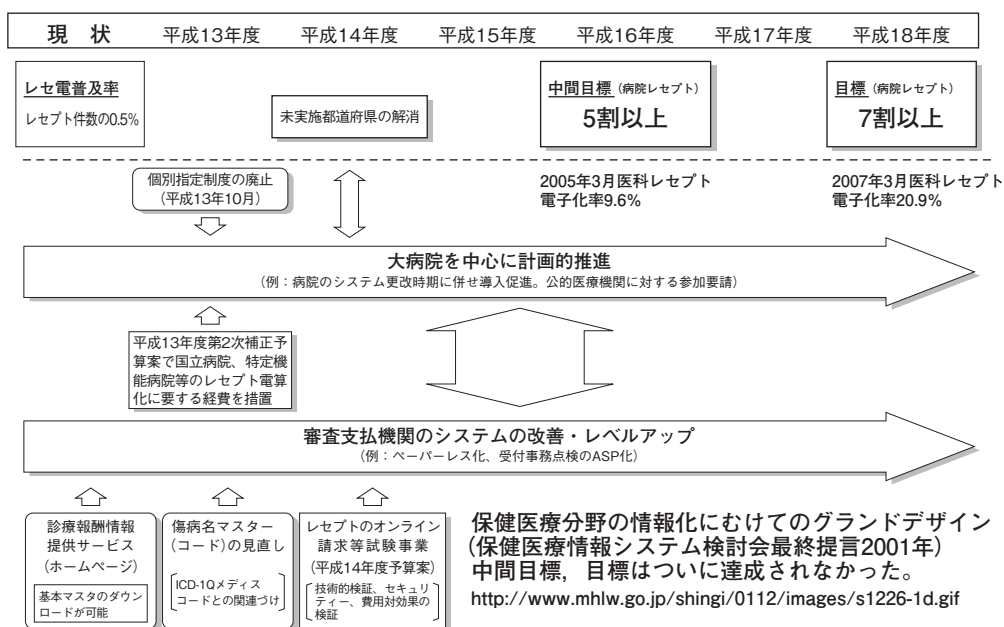 現 状 平成13年度 平成14年度 平成15年度 平成16年度 平成17年度 平成18年度
レセ電普及率
レセプト件数の0.5%
未実施都道府県の解消
中間目標（病院レセプト）
5割以上
目標（病院レセプト）
7割以上
個別指定制度の廃止
（平成13年10月）
2005年3月医科レセプト
電子化率9.6%
2007年3月医科レセプト
電子化率20.9%
大病院を中心に計画的推進
（例：病院のシステム更改時期に併せ導入促進。公的医療機関に対する参加要請）
平成13年度第2次補正予
算案で国立病院、特定機
能病院等のレセプト電算
化に要する経費を措置
審査支払機関のシステムの改善・レベルアップ
（例：ペーパーレス化、受付事務点検のASP化）
診療報酬情報
提供サービス
（ホームページ）
基本マスタのダウン
ロードが可能
傷病名マスター
（コード）の見直し
ICD-1Qメディス
コードとの関連づけ
レセプトのオンライン
請求等試験事業
（平成14年度予算案）
技術的検証、セキュリ
ティー、費用対効果の
検証
保健医療分野の情報化にむけてのグランドデザイン
（保健医療情報システム検討会最終提言2001年）
中間目標，目標はついに達成されなかった。
http://www.mhlw.go.jp/shingi/0112/images/s1226-1d.gif